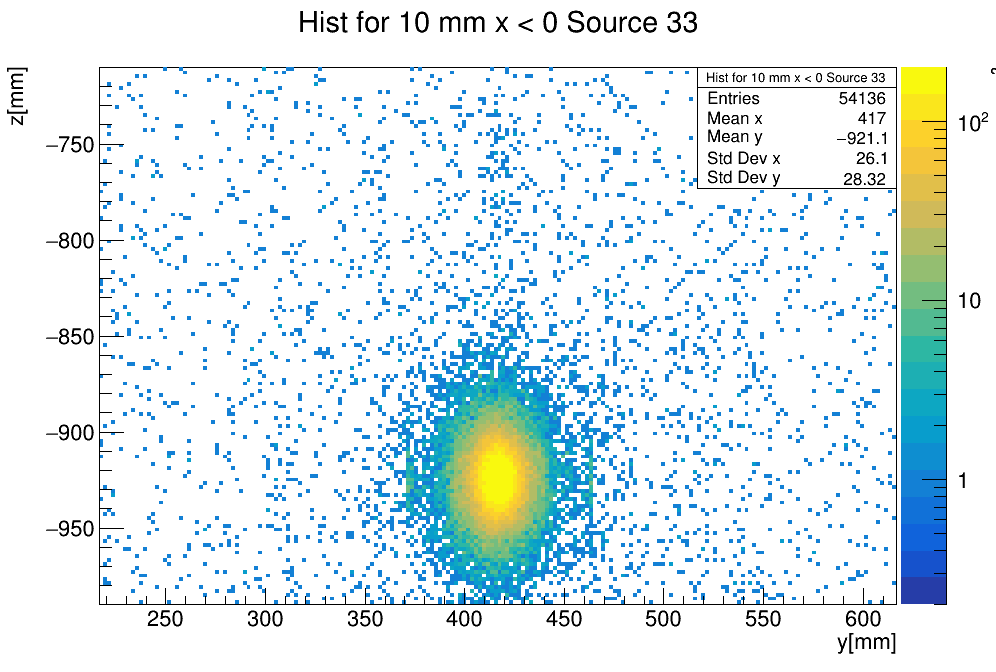 Hist for 10 mm x < 0 Source 33
z[mm]
Hist for 10 mm x < 0 Source 33
Entries 54136
Mean x 417
Mean y −921.1
Std Dev x 26.1
Std Dev y 28.32
−750
−800
−850
−900
−950
250 300 350 400 450 500 550 600
y[mm]
10²
10
1